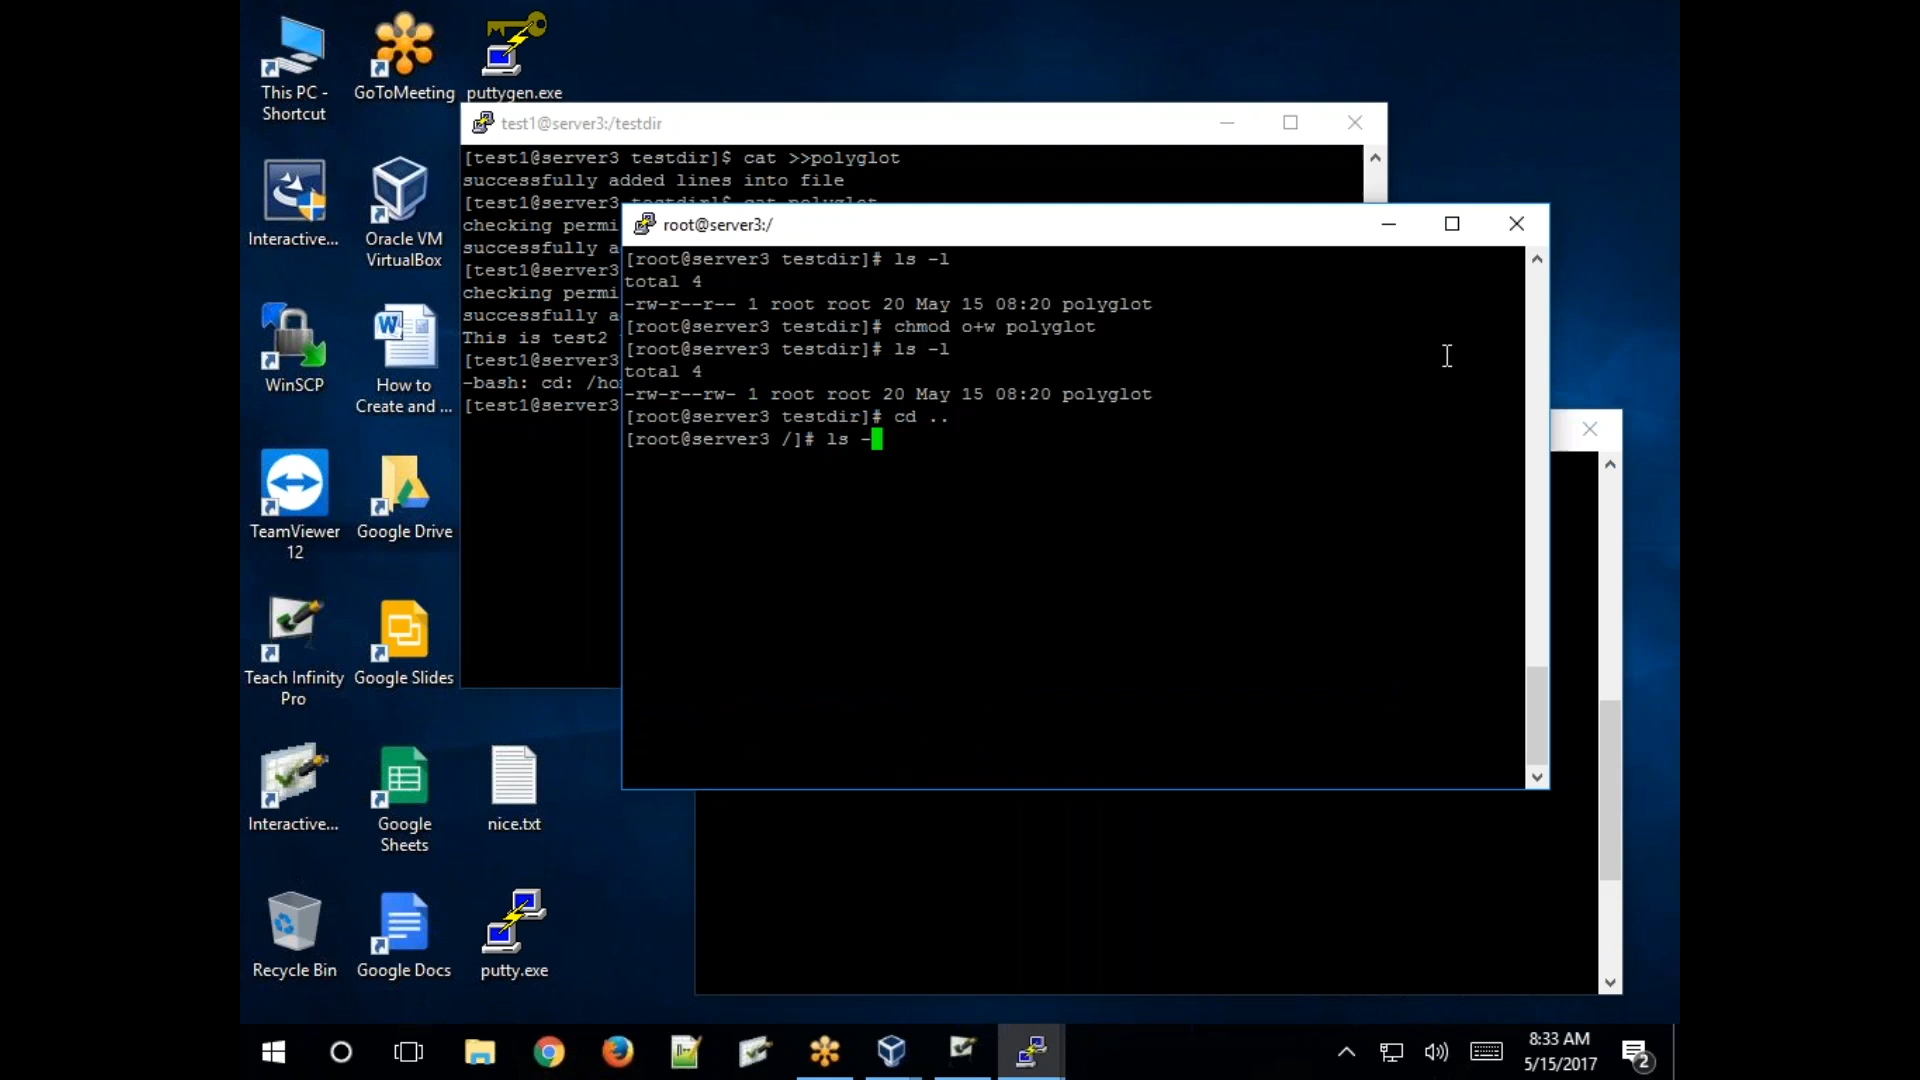 This PC -
Shortcut
GoToMeeting
puttygen.exe
Interactive...
Oracle VM
VirtualBox
WinSCP
How to
Create and ...
TeamViewer
12
Google Drive
Teach Infinity
Pro
Google Slides
Interactive...
Google
Sheets
nice.txt
Recycle Bin
Google Docs
putty.exe
test1@server3:/testdir
[test1@server3 testdir]$ cat >>polyglot
successfully added lines into file
[test1@server3 testdir]$ cat polyglot
checking permi
successfully a
[test1@server3
checking permi
successfully a
This is test2
[test1@server3
-bash: cd: /ho
[test1@server3
root@server3:/
[root@server3 testdir]# ls -l
total 4
-rw-r--r-- 1 root root 20 May 15 08:20 polyglot
[root@server3 testdir]# chmod o+w polyglot
[root@server3 testdir]# ls -l
total 4
-rw-r--rw- 1 root root 20 May 15 08:20 polyglot
[root@server3 testdir]# cd ..
[root@server3 /]# ls -
8:33 AM
5/15/2017
2